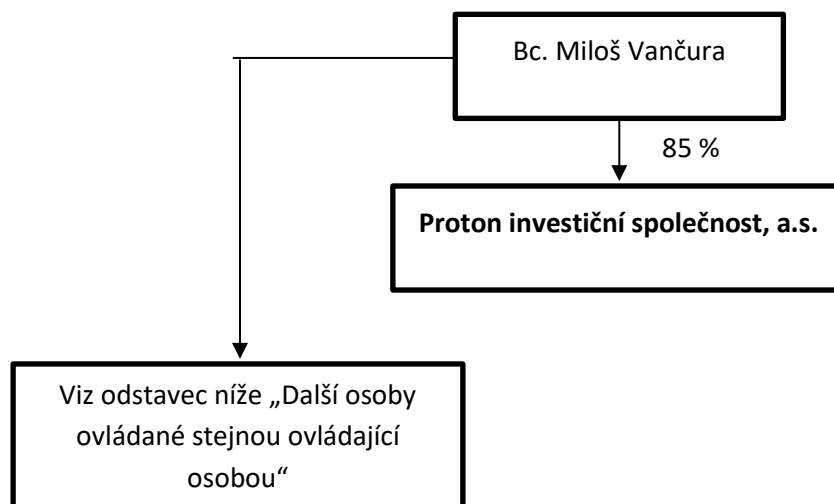 Bc. Miloš Vančura
85 %
Proton investiční společnost, a.s.
Viz odstavec níže „Další osoby
ovládané stejnou ovládající
osobou“